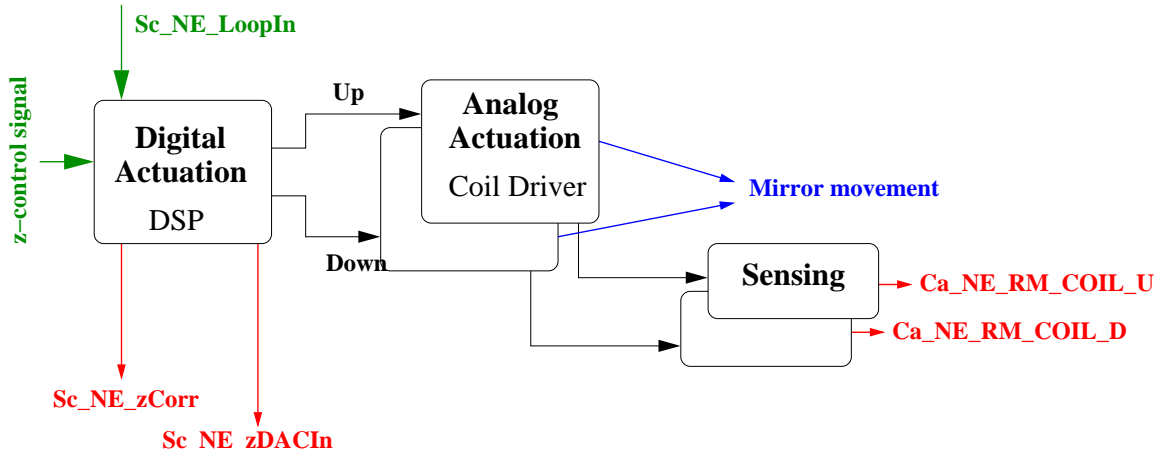 Sc_NE_LoopIn
z−control signal
Digital
Actuation
DSP
Up
Down
Analog
Actuation
Coil Driver
Mirror movement
Sensing
Ca_NE_RM_COIL_U
Ca_NE_RM_COIL_D
Sc_NE_zCorr
Sc_NE_zDACIn